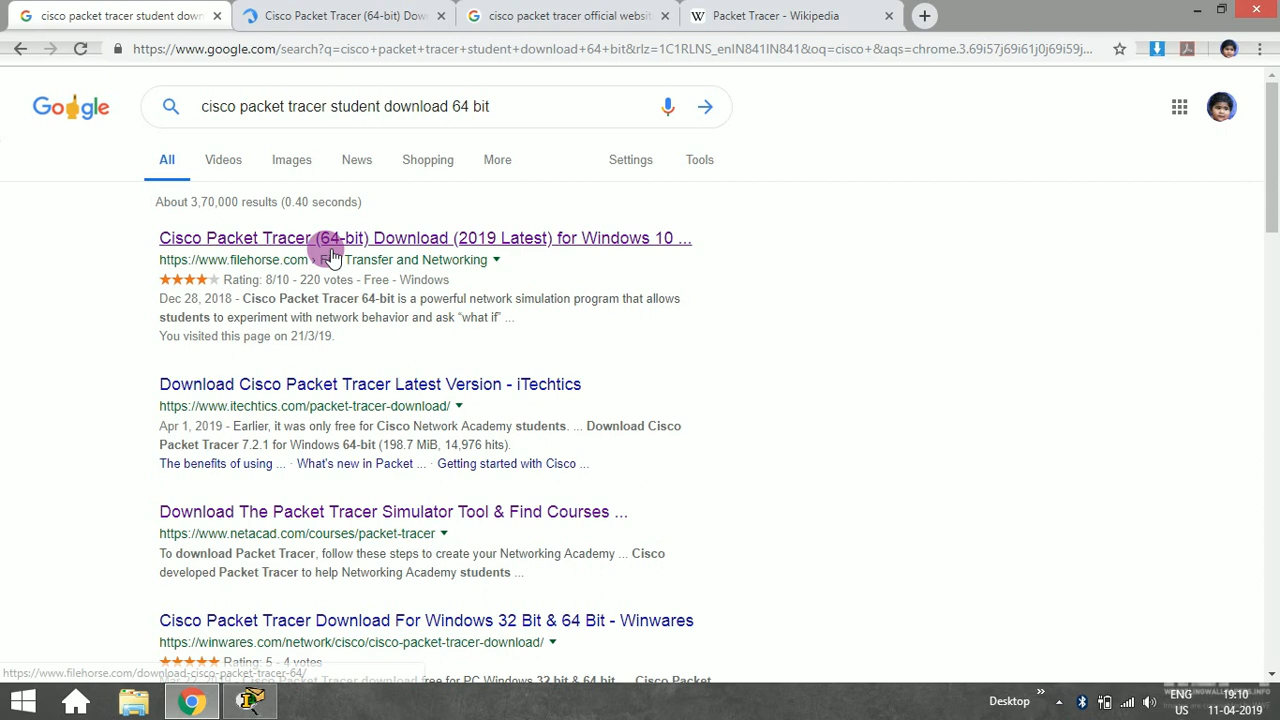 cisco packet tracer student down
Cisco Packet Tracer (64-bit) Down
cisco packet tracer official websit
Packet Tracer - Wikipedia
https://www.google.com/search?q=cisco+packet+tracer+student+download+64+bit&rlz=1C1RLNS_enIN841IN841&oq=cisco+&aqs=chrome.3.69i57j69i61j0j69i59j...
Google
cisco packet tracer student download 64 bit
All Videos Images News Shopping More Settings Tools
About 3,70,000 results (0.40 seconds)
Cisco Packet Tracer (64-bit) Download (2019 Latest) for Windows 10 ...
https://www.filehorse.com › Transfer and Networking
Rating: 8/10 - 220 votes - Free - Windows
Dec 28, 2018 - Cisco Packet Tracer 64-bit is a powerful network simulation program that allows
students to experiment with network behavior and ask “what if” ...
You visited this page on 21/3/19.
Download Cisco Packet Tracer Latest Version - iTechtics
https://www.itechtics.com/packet-tracer-download/
Apr 1, 2019 - Earlier, it was only free for Cisco Network Academy students. ... Download Cisco
Packet Tracer 7.2.1 for Windows 64-bit (198.7 MiB, 14,976 hits).
The benefits of using ... · What's new in Packet ... · Getting started with Cisco ...
Download The Packet Tracer Simulator Tool & Find Courses ...
https://www.netacad.com/courses/packet-tracer
To download Packet Tracer, follow these steps to create your Networking Academy ... Cisco
developed Packet Tracer to help Networking Academy students ...
Cisco Packet Tracer Download For Windows 32 Bit & 64 Bit - Winwares
https://winwares.com/network/cisco/cisco-packet-tracer-download/
Rating: 5 - 4 votes
https://www.filehorse.com/download-cisco-packet-tracer-64/
Cisco Packet Tracer download free for PC Windows 32 bit & 64 bit. Cisco Packet
Desktop
ENG
US
19:10
11-04-2019